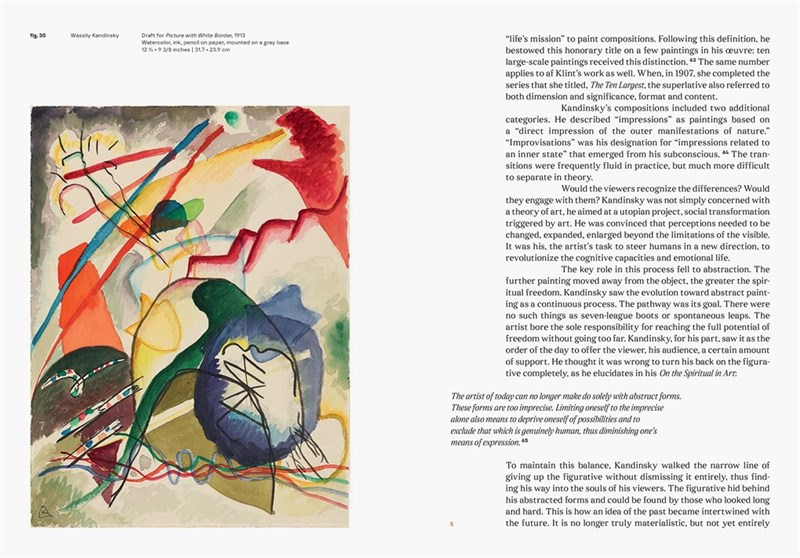 fig. 30
Wassily Kandinsky
Draft for Picture with White Border, 1913
Watercolor, ink, pencil on paper, mounted on a gray base
12 ½ × 9 3/8 inches | 31.7 × 23.9 cm
“life’s mission” to paint compositions. Following this definition, he
bestowed this honorary title on a few paintings in his œuvre: ten
large-scale paintings received this distinction. 63 The same number
applies to af Klint’s work as well. When, in 1907, she completed the
series that she titled, The Ten Largest, the superlative also referred to
both dimension and significance, format and content.
Kandinsky’s compositions included two additional
categories. He described “impressions” as paintings based on
a “direct impression of the outer manifestations of nature.”
“Improvisations” was his designation for “impressions related to
an inner state” that emerged from his subconscious. 64 The tran-
sitions were frequently fluid in practice, but much more difficult
to separate in theory.
Would the viewers recognize the differences? Would
they engage with them? Kandinsky was not simply concerned with
a theory of art, he aimed at a utopian project, social transformation
triggered by art. He was convinced that perceptions needed to be
changed, expanded, enlarged beyond the limitations of the visible.
It was his, the artist’s task to steer humans in a new direction, to
revolutionize the cognitive capacities and emotional life.
The key role in this process fell to abstraction. The
further painting moved away from the object, the greater the spir-
itual freedom. Kandinsky saw the evolution toward abstract paint-
ing as a continuous process. The pathway was its goal. There were
no such things as seven-league boots or spontaneous leaps. The
artist bore the sole responsibility for reaching the full potential of
freedom without going too far. Kandinsky, for his part, saw it as the
order of the day to offer the viewer, his audience, a certain amount
of support. He thought it was wrong to turn his back on the figura-
tive completely, as he elucidates in his On the Spiritual in Art:
The artist of today can no longer make do solely with abstract forms.
These forms are too imprecise. Limiting oneself to the imprecise
alone also means to deprive oneself of possibilities and to
exclude that which is genuinely human, thus diminishing one’s
means of expression. 65
To maintain this balance, Kandinsky walked the narrow line of
giving up the figurative without dismissing it entirely, thus find-
ing his way into the souls of his viewers. The figurative hid behind
his abstracted forms and could be found by those who looked long
and hard. This is how an idea of the past became intertwined with
the future. It is no longer truly materialistic, but not yet entirely